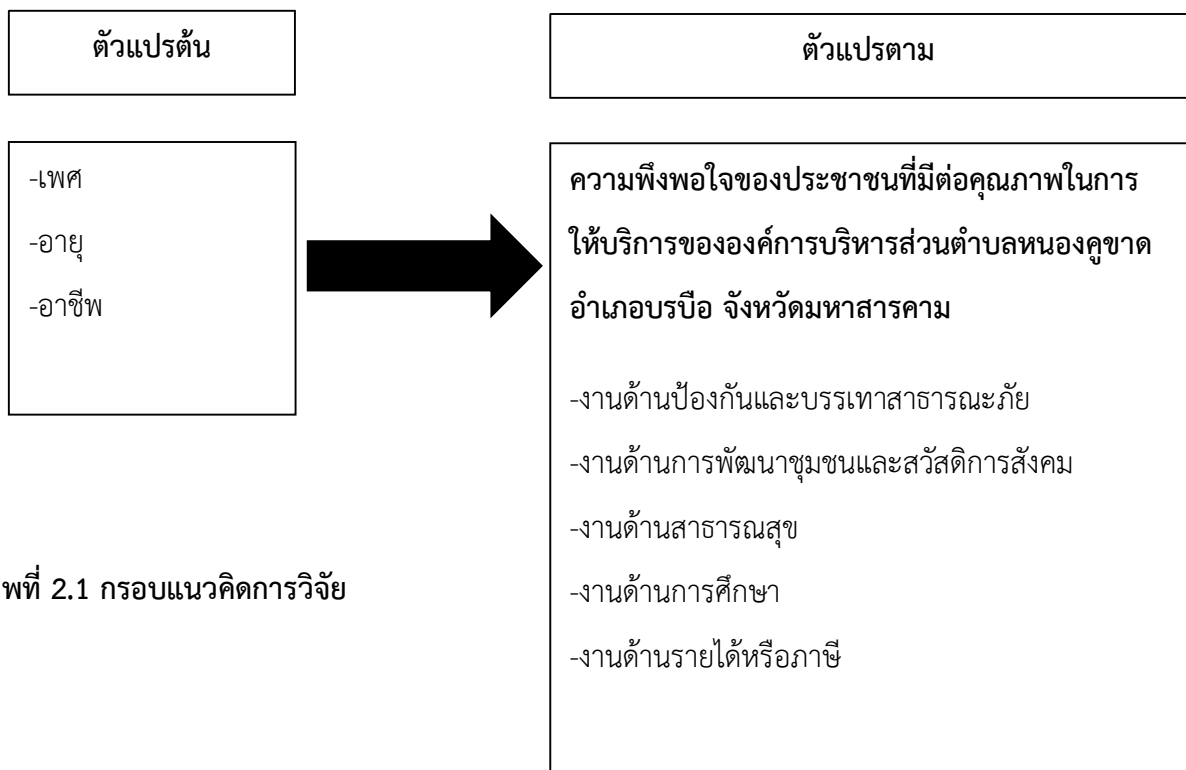 ตัวแปรต้น
ตัวแปรตาม
-เพศ
-อายุ
-อาชีพ
ความพึงพอใจของประชาชนที่มีต่อคุณภาพในการ
ให้บริการขององค์การบริหารส่วนตำบลหนองคูขาด
อำเภอบรบือ จังหวัดมหาสารคาม
-งานด้านป้องกันและบรรเทาสาธารณะภัย
-งานด้านการพัฒนาชุมชนและสวัสดิการสังคม
-งานด้านสาธารณสุข
-งานด้านการศึกษา
-งานด้านรายได้หรือภาษี
พที่ 2.1 กรอบแนวคิดการวิจัย